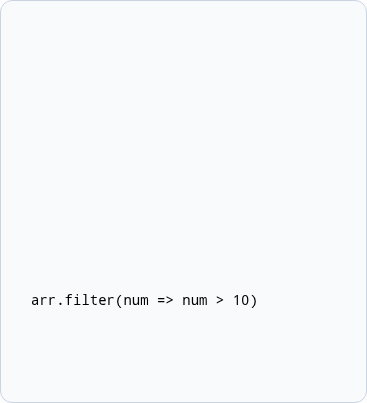 arr.filter(num => num > 10)